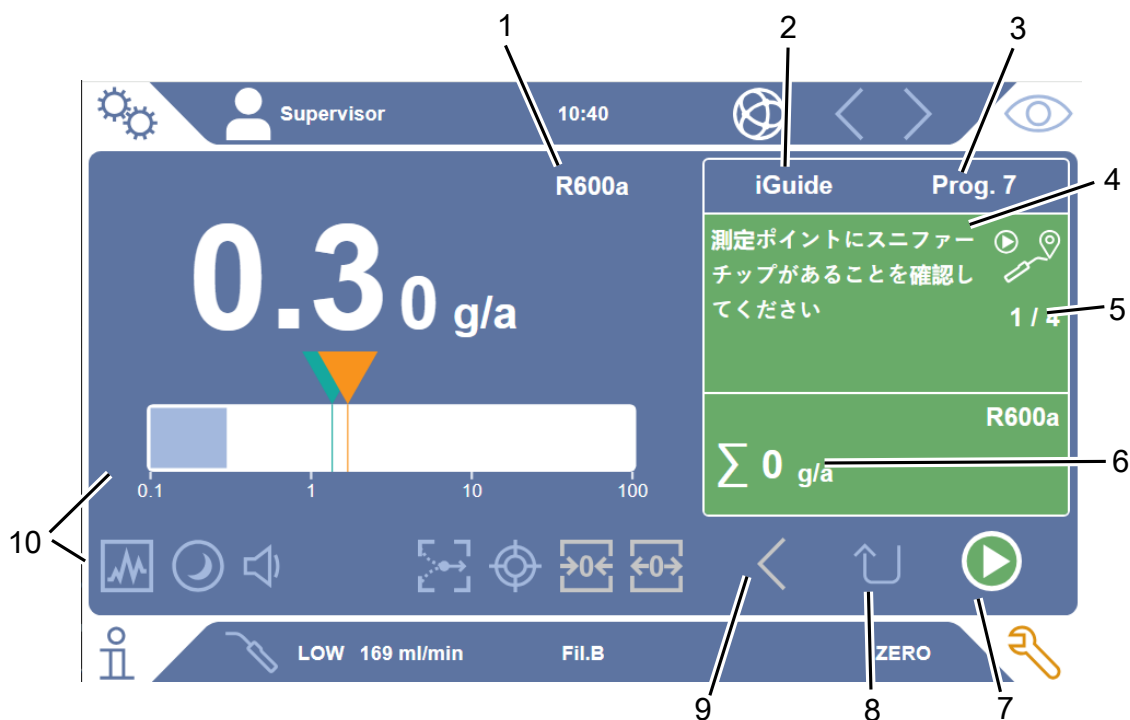 1
2
3
Supervisor
10:40
R600a
iGuide
Prog. 7
4
測定ポイントにスニファー
チップがあることを確認し
てください
1 / 4
5
0.30 g/a
0.1
1
10
100
R600a
∑ 0 g/a
6
10
→0←
←0→
LOW 169 ml/min
Fil.B
ZERO
9
8
7